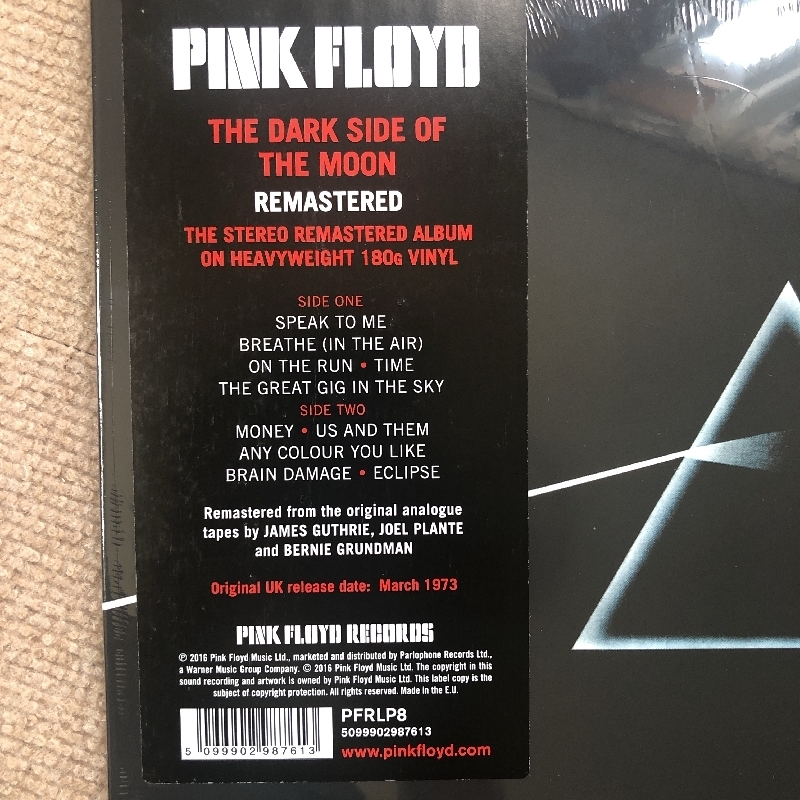 PINK FLOYD
THE DARK SIDE OF
THE MOON
REMASTERED
THE STEREO REMASTERED ALBUM
ON HEAVYWEIGHT 180G VINYL
SIDE ONE
SPEAK TO ME
BREATHE (IN THE AIR)
ON THE RUN • TIME
THE GREAT GIG IN THE SKY
SIDE TWO
MONEY • US AND THEM
ANY COLOUR YOU LIKE
BRAIN DAMAGE • ECLIPSE
Remastered from the original analogue
tapes by JAMES GUTHRIE, JOEL PLANTE
and BERNIE GRUNDMAN
Original UK release date: March 1973
PINK FLOYD RECORDS
℗ 2016 Pink Floyd Music Ltd., marketed and distributed by Parlophone Records Ltd.,
a Warner Music Group Company. © 2016 Pink Floyd Music Ltd. The copyright in this
sound recording and artwork is owned by Pink Floyd Music Ltd. This label copy is the
subject of copyright protection. All rights reserved. Made in the E.U.
PFRLP8
5099902987613
www.pinkfloyd.com
5 099902 987613